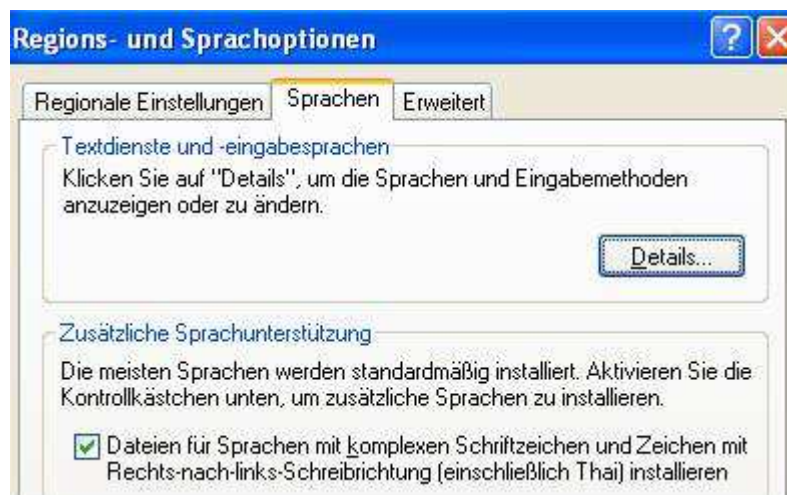 Regions- und Sprachoptionen
Regionale Einstellungen Sprachen Erweitert
Textdienste und -eingabesprachen
Klicken Sie auf "Details", um die Sprachen und Eingabemethoden
anzuzeigen oder zu ändern.
Details...
Zusätzliche Sprachunterstützung
Die meisten Sprachen werden standardmäßig installiert. Aktivieren Sie die
Kontrollkästchen unten, um zusätzliche Sprachen zu installieren.
Dateien für Sprachen mit komplexen Schriftzeichen und Zeichen mit
Rechts-nach-links-Schreibrichtung (einschließlich Thai) installieren